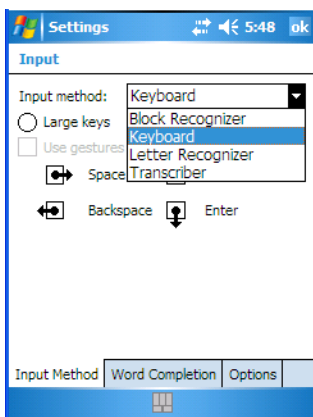 Settings 5:48 ok
Input
Input method: Keyboard
Block Recognizer
Large keys
Keyboard
Use gestures
Letter Recognizer
Space
Transcriber
Backspace Enter
Input Method Word Completion Options